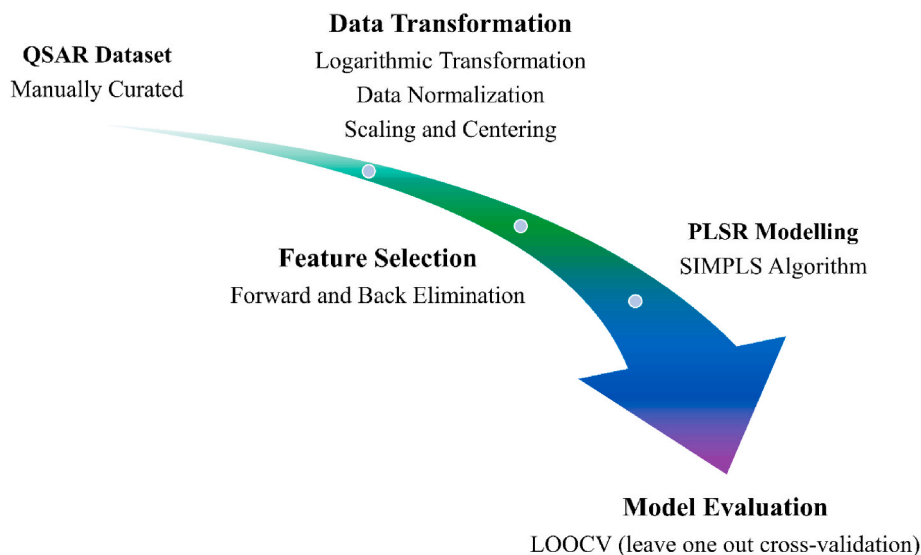 QSAR Dataset
Manually Curated
Data Transformation
Logarithmic Transformation
Data Normalization
Scaling and Centering
Feature Selection
Forward and Back Elimination
PLSR Modelling
SIMPLS Algorithm
Model Evaluation
LOOCV (leave one out cross-validation)